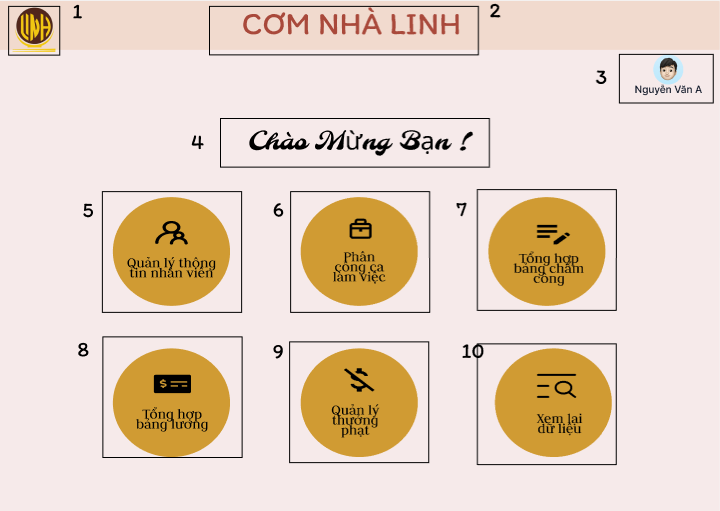 1
CƠM NHÀ LINH
2
3
Nguyễn Văn A
4
Chào Mừng Bạn !
5
Quản lý thông
tin nhân viên
6
Phân
công ca
làm việc
7
Tổng hợp
bảng chấm
công
8
Tổng hợp
bảng lương
9
Quản lý
thưởng
phạt
10
Xem lại
dữ liệu